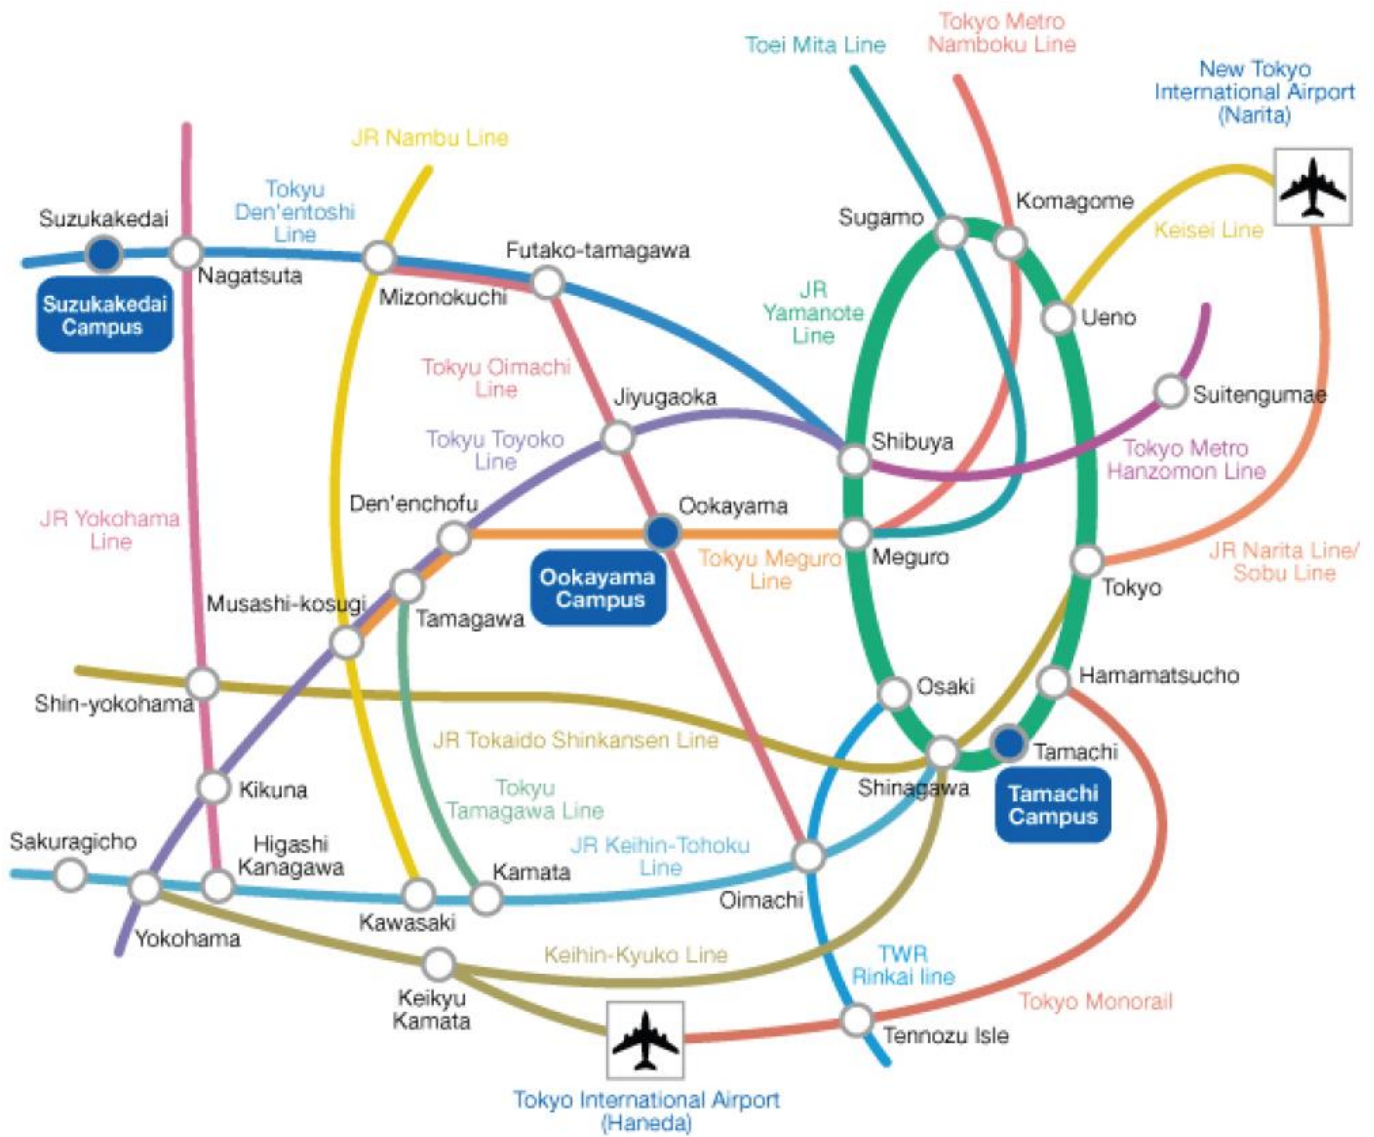 Tokyo Metro
Namboku Line
Toei Mita Line
New Tokyo
International Airport
(Narita)
JR Nambu Line
Tokyu
Den'entoshi
Line
Suzukakedai
Komagome
Sugamo
Keisei Line
Futako-tamagawa
Nagatsuta
Mizonokuchi
Suzukakedai
Campus
JR
Yamanote
Line
Ueno
Tokyu Oimachi
Line
Jiyugaoka
Suitengumae
Tokyu Toyoko
Line
Shibuya
Tokyo Metro
Hanzomon Line
Den'enchofu
Ookayama
JR Yokohama
Line
Tokyu Meguro
Line
Meguro
JR Narita Line/
Sobu Line
Ookayama
Campus
Tokyo
Musashi-kosugi
Tamagawa
Osaki
Hamamatsucho
Shin-yokohama
JR Tokaido Shinkansen Line
Tamachi
Shinagawa
Kikuna
Tokyu
Tamagawa Line
Tamachi
Campus
Sakuragicho
Higashi
Kanagawa
JR Keihin-Tohoku
Line
Kamata
Oimachi
Kawasaki
Yokohama
Keihin-Kyuko Line
TWR
Rinkai line
Keikyu
Kamata
Tokyo Monorail
Tennozu Isle
Tokyo International Airport
(Haneda)